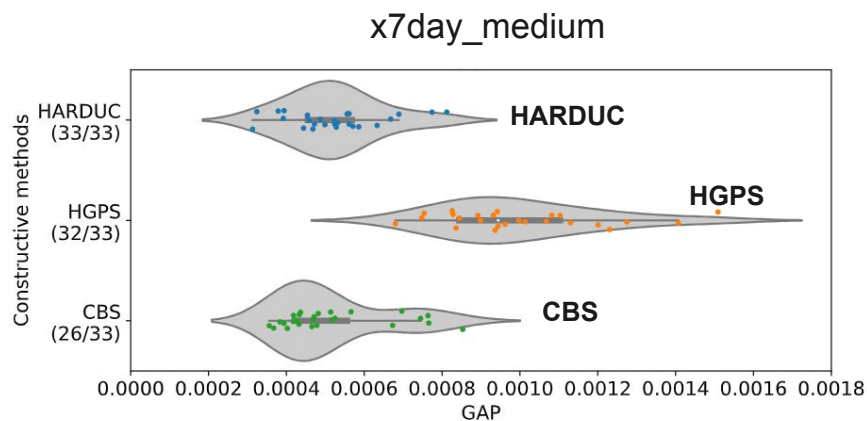 x7day_medium
HARDUC
(33/33)
HARDUC
HGPS
(32/33)
HGPS
CBS
(26/33)
CBS
Constructive methods
0.0000 0.0002 0.0004 0.0006 0.0008 0.0010 0.0012 0.0014 0.0016 0.0018
GAP